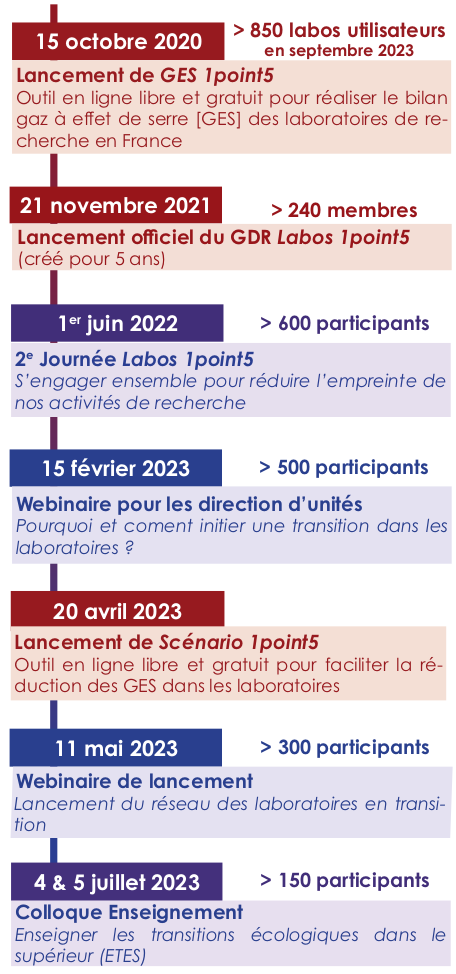 15 octobre 2020
> 850 labos utilisateurs
en septembre 2023
Lancement de GES 1point5
Outil en ligne libre et gratuit pour réaliser le bilan
gaz à effet de serre [GES] des laboratoires de re-
cherche en France
21 novembre 2021
> 240 membres
Lancement officiel du GDR Labos 1point5
(créé pour 5 ans)
1er juin 2022
> 600 participants
2e Journée Labos 1point5
S'engager ensemble pour réduire l'empreinte de
nos activités de recherche
15 février 2023
> 500 participants
Webinaire pour les direction d'unités
Pourquoi et coment initier une transition dans les
laboratoires ?
20 avril 2023
Lancement de Scénario 1point5
Outil en ligne libre et gratuit pour faciliter la ré-
duction des GES dans les laboratoires
11 mai 2023
> 300 participants
Webinaire de lancement
Lancement du réseau des laboratoires en transi-
tion
4 & 5 juillet 2023
> 150 participants
Colloque Enseignement
Enseigner les transitions écologiques dans le
supérieur (ETES)